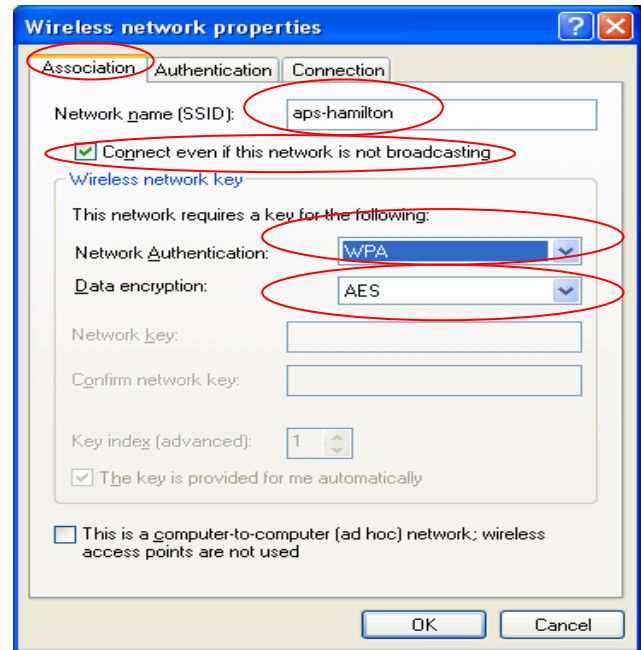 Wireless network properties
Association Authentication Connection
Network name (SSID): aps-hamilton
Connect even if this network is not broadcasting
Wireless network key
This network requires a key for the following:
Network Authentication: WPA
Data encryption: AES
Network key:
Confirm network key:
Key index (advanced): 1
The key is provided for me automatically
This is a computer-to-computer (ad hoc) network; wireless
access points are not used
OK Cancel